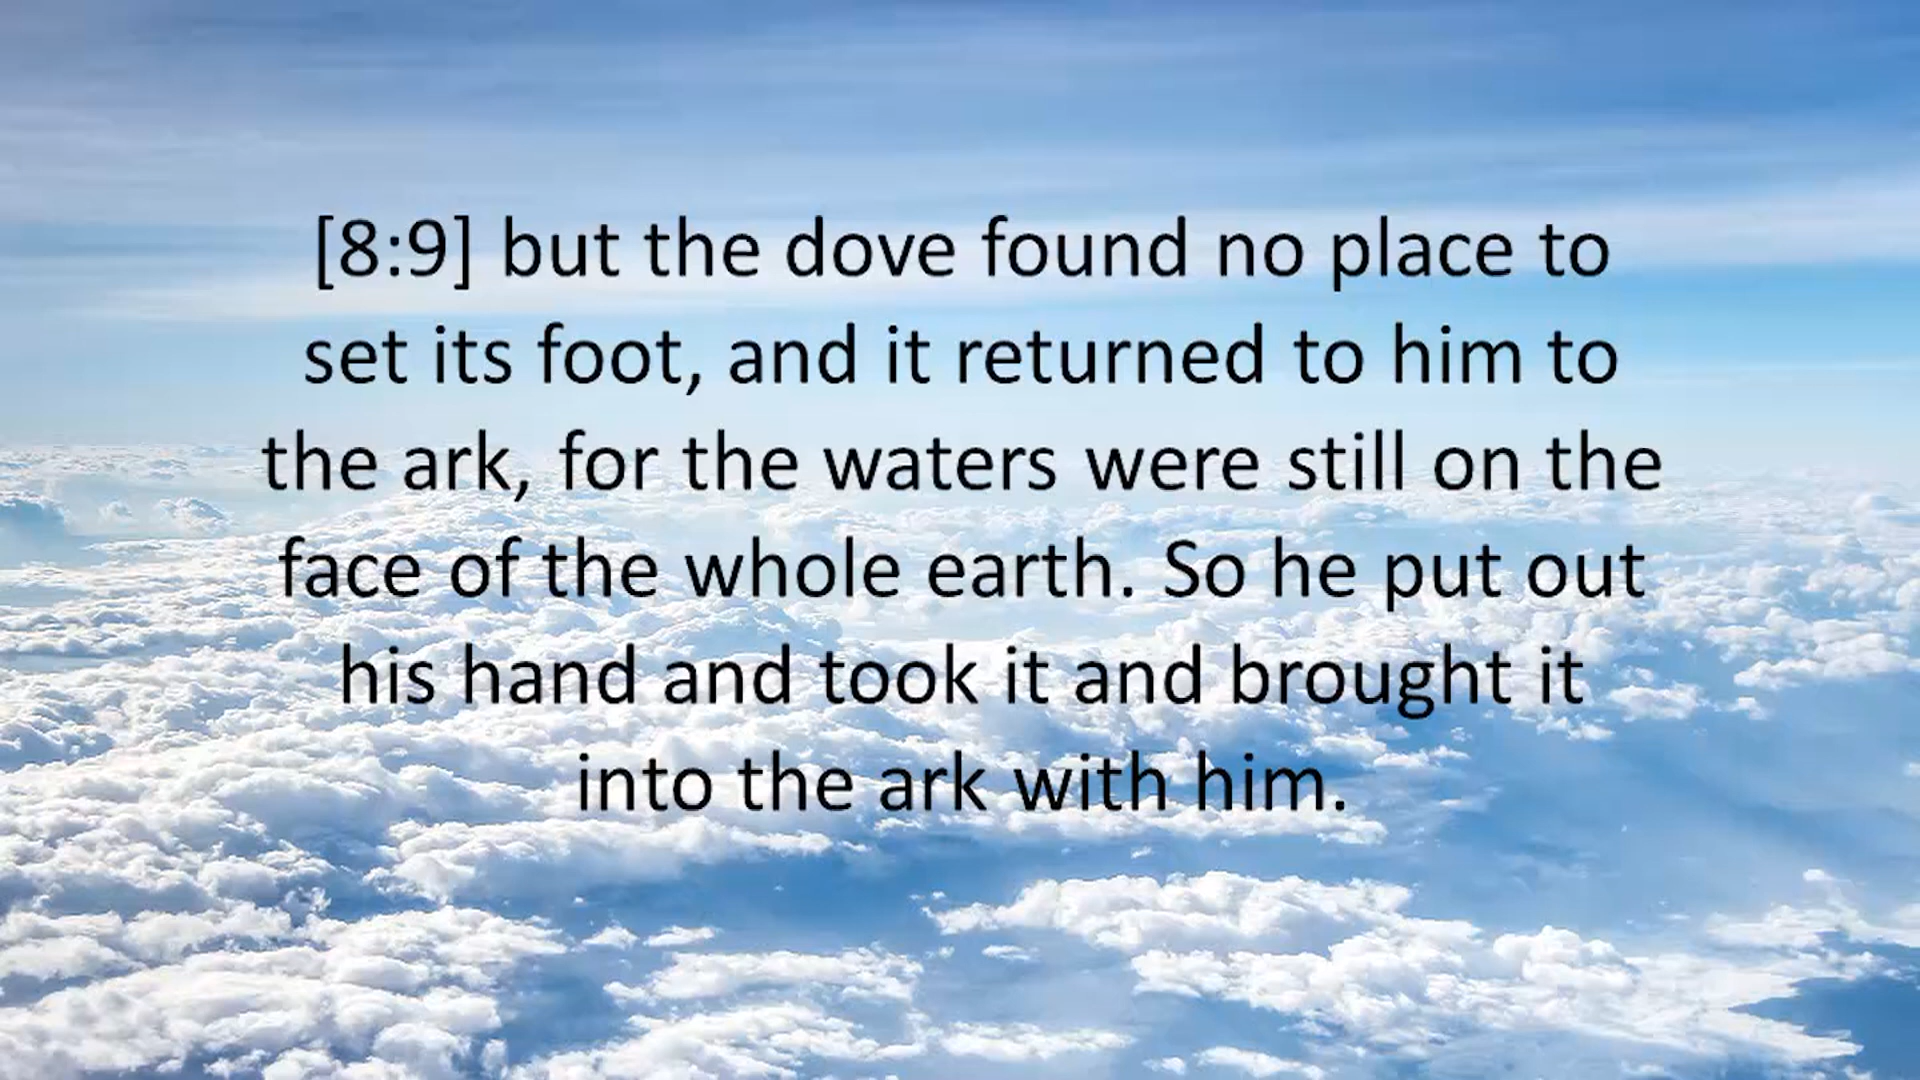 [8:9] but the dove found no place to
set its foot, and it returned to him to
the ark, for the waters were still on the
face of the whole earth. So he put out
his hand and took it and brought it
into the ark with him.